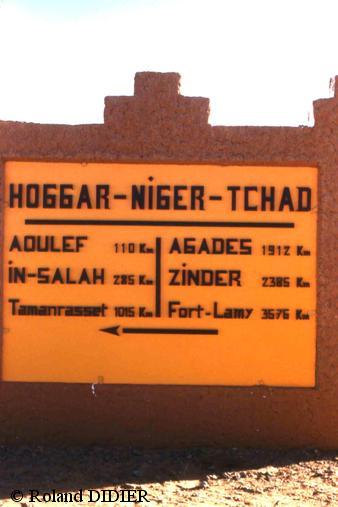 HOGGAR-NIGER-TCHAD
AOULEF 110 Km AGADES 1912 Km
IN-SALAH 285 Km ZINDER 2385 Km
Tamanrasset 1015 Km Fort-Lamy 3576 Km
© Roland DIDIER